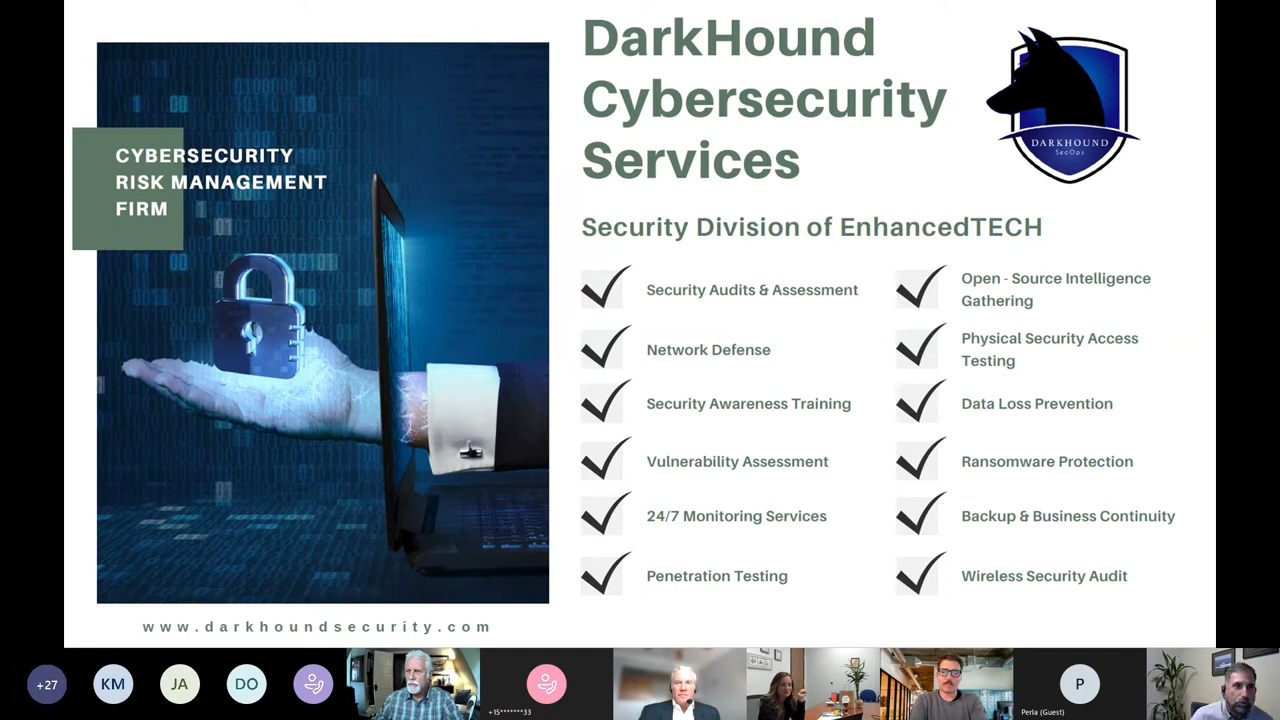 CYBERSECURITY
RISK MANAGEMENT
FIRM
www.darkhoundsecurity.com
DarkHound
Cybersecurity
Services
DARKHOUND
SecOps
Security Division of EnhancedTECH
Security Audits & Assessment
Network Defense
Security Awareness Training
Vulnerability Assessment
24/7 Monitoring Services
Penetration Testing
Open - Source Intelligence
Gathering
Physical Security Access
Testing
Data Loss Prevention
Ransomware Protection
Backup & Business Continuity
Wireless Security Audit
+27
KM
JA
DO
+15*******33
P
Perla (Guest)